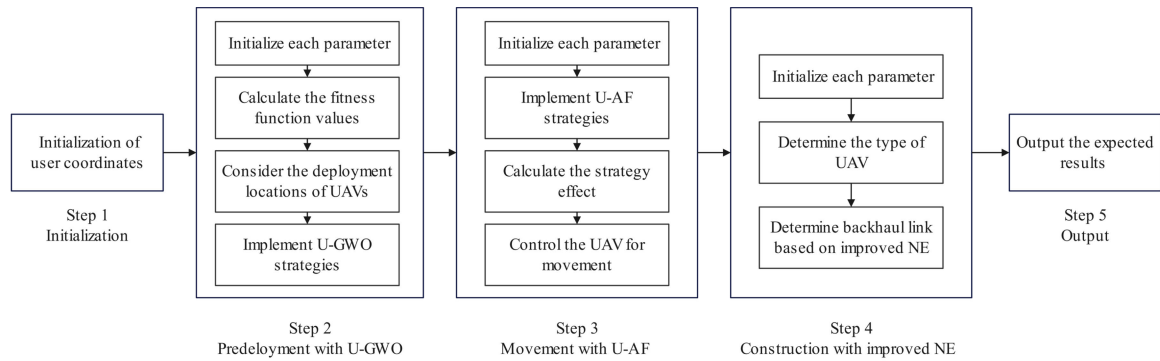 Initialization of
user coordinates
Step 1
Initialization
Initialize each parameter
Calculate the fitness
function values
Consider the deployment
locations of UAVs
Implement U-GWO
strategies
Step 2
Predeloyment with U-GWO
Initialize each parameter
Implement U-AF
strategies
Calculate the
strategy effect
Control the UAV for
movement
Step 3
Movement with U-AF
Initialize each parameter
Determine the type of
UAV
Determine backhaul link
based on improved NE
Step 4
Construction with improved NE
Output the expected
results
Step 5
Output